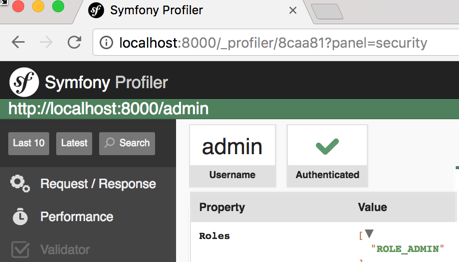 Symfony Profiler
localhost:8000/_profiler/8caa81?panel=security
sf Symfony Profiler
http://localhost:8000/admin
Last 10 Latest Search
admin
Username
Authenticated
Request / Response
Performance
Validator
Property Value
Roles [
"ROLE_ADMIN"